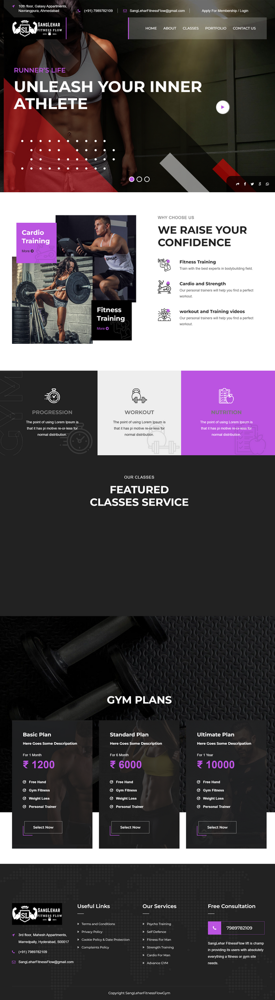 10th floor, Galaxy Appartments,
Navrangpura, Ahmedabad
(+91) 7989782109
SangLeharFitnessFlow@gmail.com
Apply For Membership / Login
SANGLEHAR
FITNESS FLOW
SL
ESTD 2024
HOME ABOUT CLASSES PORTFOLIO CONTACT US
RUNNER'S LIFE
UNLEASH YOUR INNER
ATHLETE
Cardio
Training
More
Fitness
Training
More
WHY CHOOSE US
WE RAISE YOUR
CONFIDENCE
Fitness Training
Train with the best experts in bodybuilding field.
Cardio and Strength
Our personal trainers will help you find a perfect
workout.
workout and Training videos
Our personal trainers will help you find a perfect
workout.
GYM
PROGRESSION
The point of using Lorem Ipsum is
that it has pi motive re-or-less for
normal distribution.
WORKOUT
The point of using Lorem Ipsum is
that it has pi motive re-or-less for
normal distribution.
NUTRITION
The point of using Lorem Ipsum is
that it has pi motive re-or-less for
normal distribution.
OUR CLASSES
FEATURED
CLASSES SERVICE
GYM PLANS
Basic Plan
Here Goes Some Descripation
For 1 Month
₹ 1200
Free Hand
Gym Fitness
Weight Loss
Personal Trainer
Select Now
Standard Plan
Here Goes Some Description
For 6 Month
₹ 6000
Free Hand
Gym Fitness
Weight Loss
Personal Trainer
Select Now
Ultimate Plan
Here Goes Some Descripation
For 1 Year
₹ 10000
Free Hand
Gym Fitness
Weight Loss
Personal Trainer
Select Now
SANGLEHAR
FITNESS FLOW
SL
ESTD 2024
3rd floor, Mahesh Appartments,
Marredpally, Hyderabad, 500017
(+91) 7989782109
SangLeharFitnessFlow@gmail.com
Useful Links
Terms and Conditions
Privacy Policy
Cookie Policy & Date Protection
Complaints Policy
Our Services
Psycho Training
Self Defence
Fitness For Man
Strength Training
Cardio For Man
Advance GYM
Free Consultation
7989782109
SangLehar FitnessFlow lift is champ
in providing its users with absolutely
everything a fitness or gym site
needs.
Copyright SangLeharFitnessFlowGym